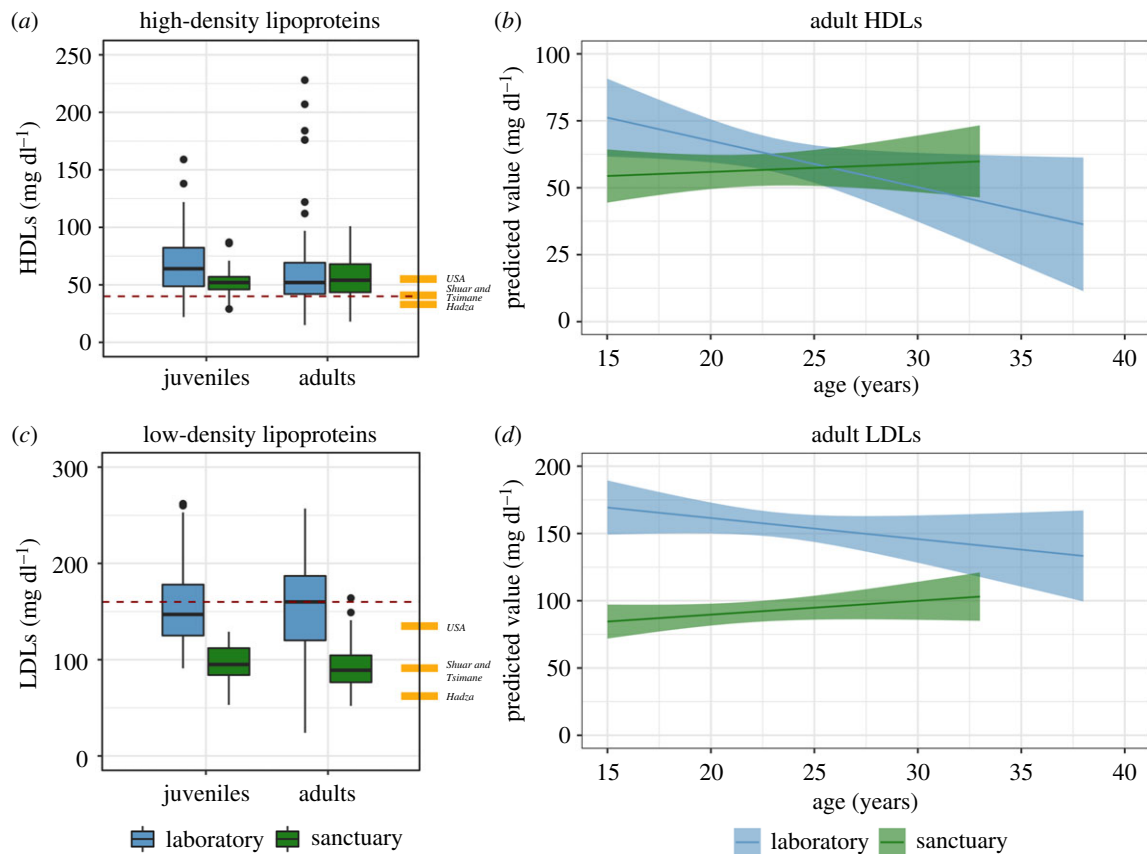 (a) high-density lipoproteins
250
200
150
100
50
0
HDLs (mg dl⁻¹)
USA
Shuar and
Tsimane
Hadza
juveniles adults
(b) adult HDLs
100
75
50
25
0
predicted value (mg dl⁻¹)
15 20 25 30 35 40
age (years)
(c) low-density lipoproteins
300
200
100
0
LDLs (mg dl⁻¹)
USA
Shuar and
Tsimane
Hadza
juveniles adults
laboratory sanctuary
(d) adult LDLs
200
150
100
50
0
predicted value (mg dl⁻¹)
15 20 25 30 35 40
age (years)
laboratory sanctuary